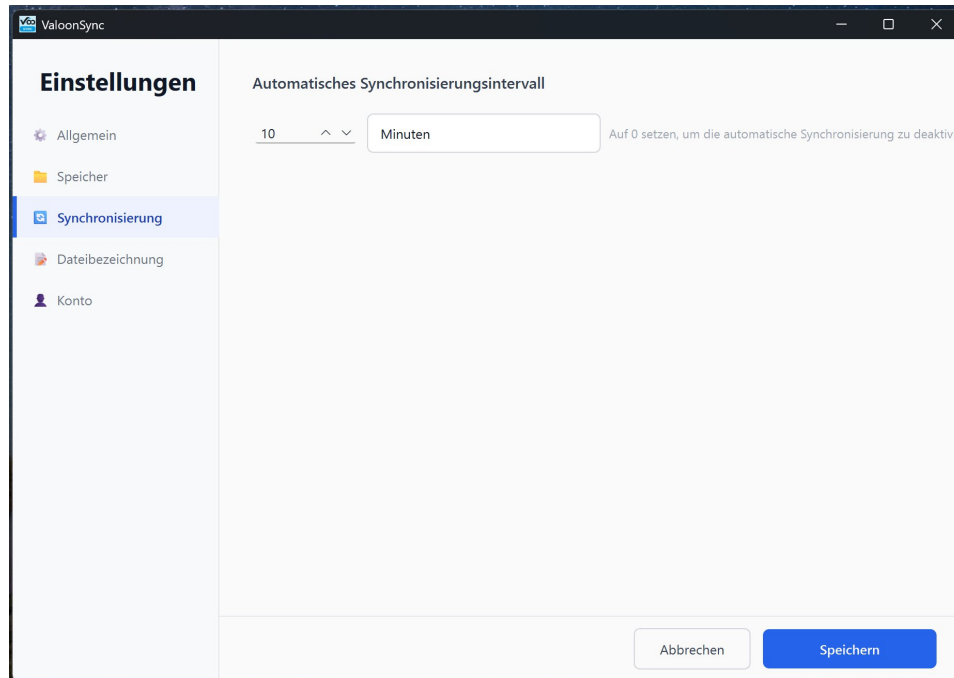 ValoonSync
Einstellungen
Allgemein
Speicher
Synchronisierung
Dateibezeichnung
Konto
Automatisches Synchronisierungsintervall
10 Minuten Auf 0 setzen, um die automatische Synchronisierung zu deaktiv
Abbrechen Speichern